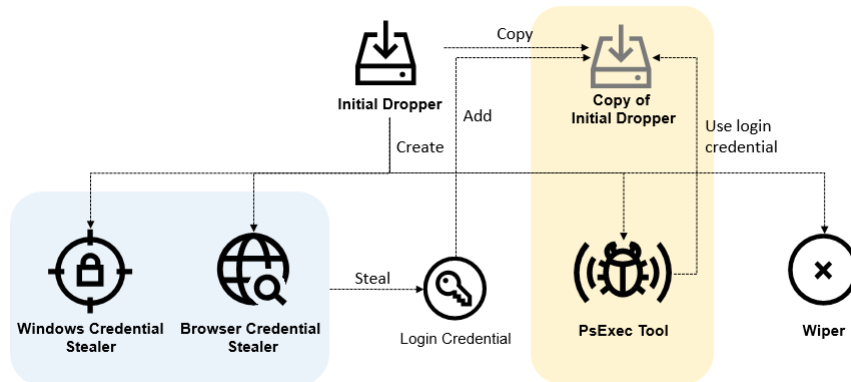 Copy
Initial Dropper
Copy of
Initial Dropper
Add
Use login
credential
Create
Steal
Windows Credential
Stealer
Browser Credential
Stealer
Login Credential
PsExec Tool
Wiper